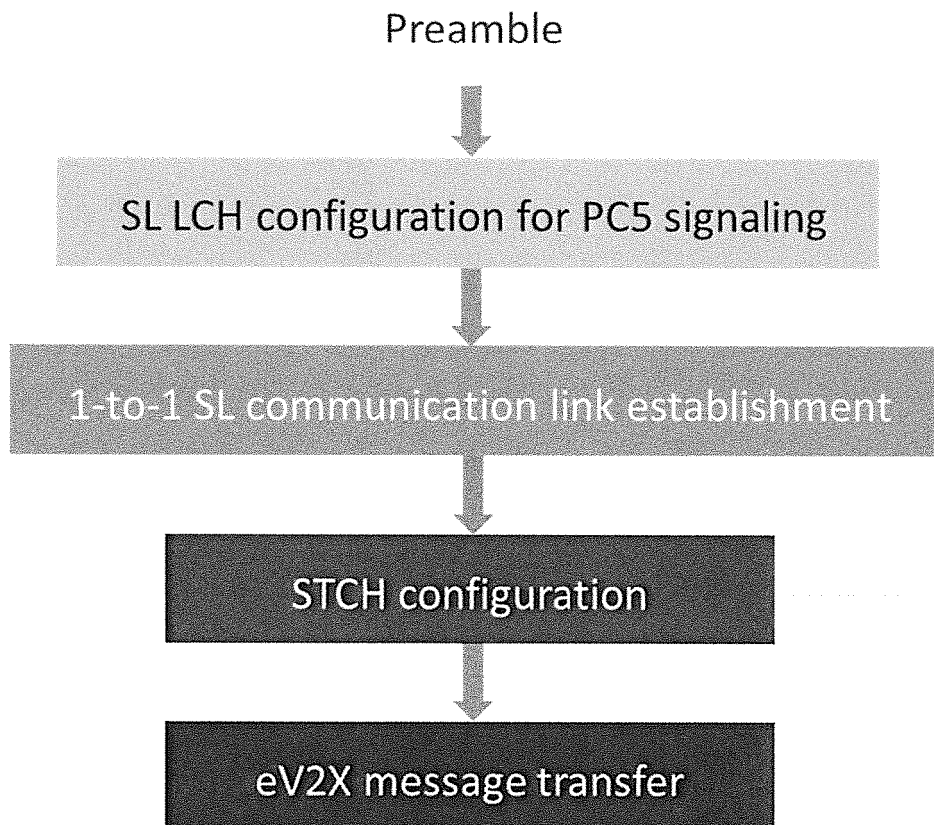 Preamble
SL LCH configuration for PC5 signaling
1-to-1 SL communication link establishment
STCH configuration
eV2X message transfer